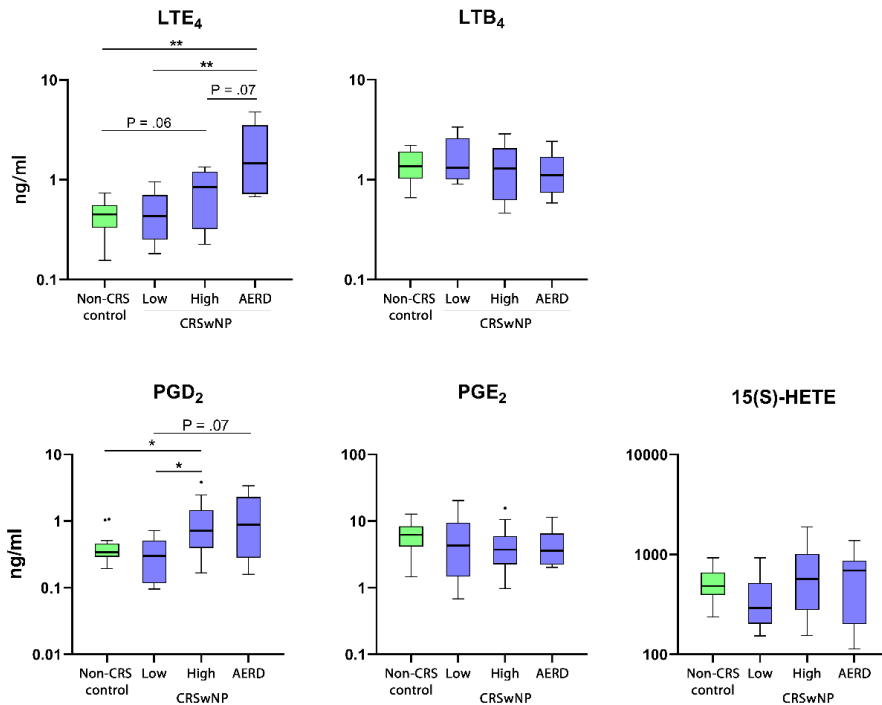 LTE4
**
**
P = .07
P = .06
ng/ml
10
1
0.1
Non-CRS
control
Low
High
AERD
CRSwNP
LTB4
10
1
0.1
Non-CRS
control
Low
High
AERD
CRSwNP
PGD2
P = .07
*
*
ng/ml
10
1
0.1
0.01
Non-CRS
control
Low
High
AERD
CRSwNP
PGE2
100
10
1
0.1
Non-CRS
control
Low
High
AERD
CRSwNP
15(S)-HETE
10000
1000
100
Non-CRS
control
Low
High
AERD
CRSwNP